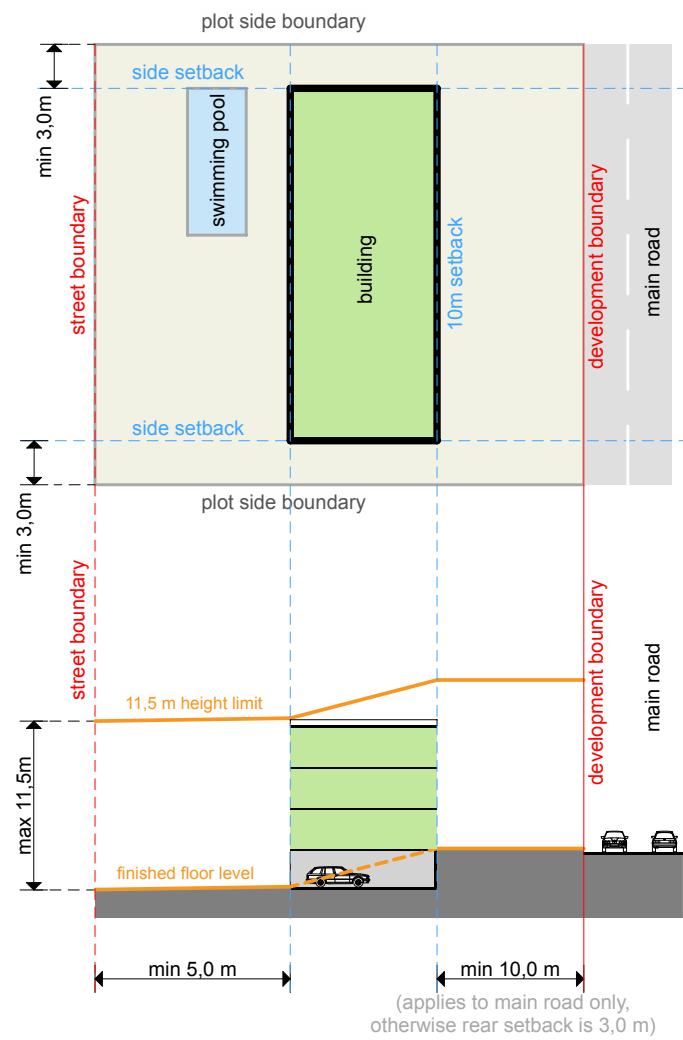 plot side boundary
side setback
min 3,0m
swimming pool
street boundary
building
10m setback
development boundary
main road
side setback
plot side boundary
min 3,0m
street boundary
development boundary
main road
11,5 m height limit
max 11,5m
finished floor level
min 5,0 m
min 10,0 m
(applies to main road only,
otherwise rear setback is 3,0 m)